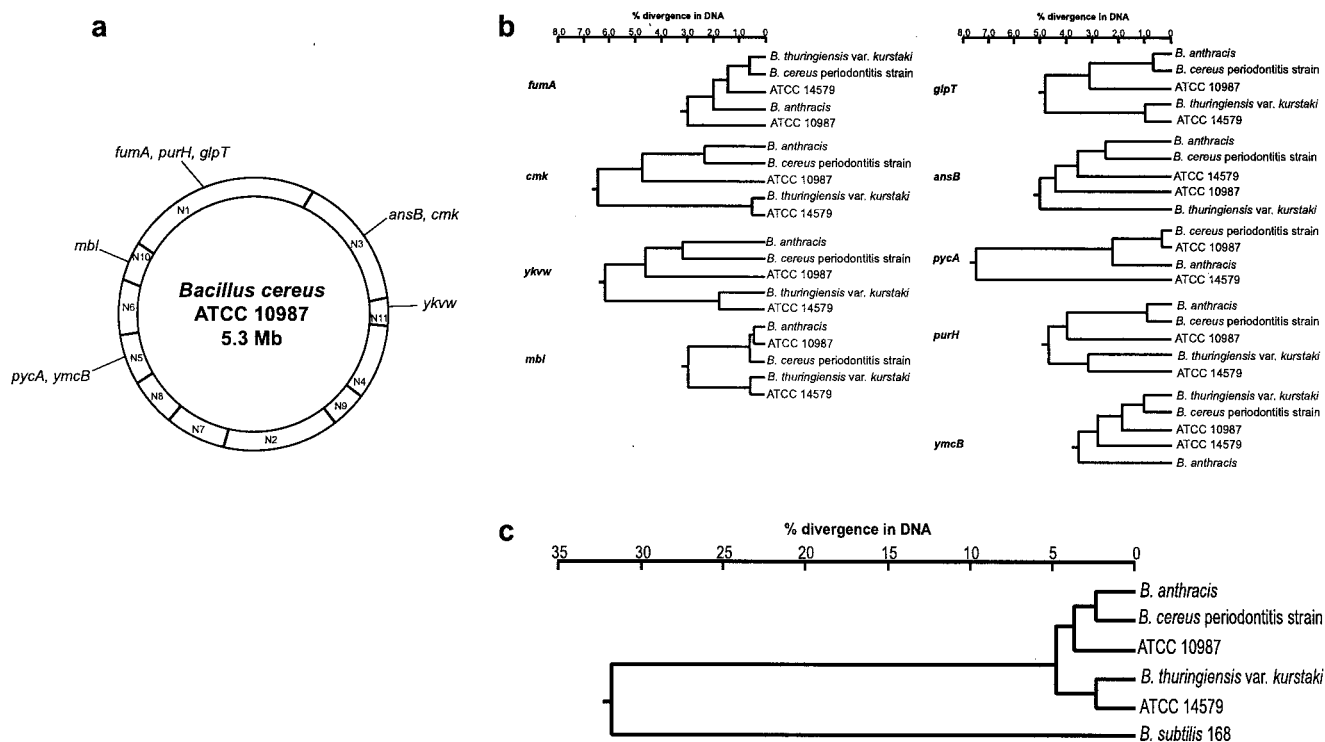 a
fumA, purH, glpT
ansB, cmk
ykvw
mbl
pycA, ymcB
N1
N3
N11
N4
N9
N2
N7
N8
N5
N6
N10
Bacillus cereus
ATCC 10987
5.3 Mb
b
% divergence in DNA
8,0 7,0 6,0 5,0 4,0 3,0 2,0 1,0 0
fumA
B. thuringiensis var. kurstaki
B. cereus periodontitis strain
ATCC 14579
B. anthracis
ATCC 10987
cmk
B. anthracis
B. cereus periodontitis strain
ATCC 10987
B. thuringiensis var. kurstaki
ATCC 14579
ykvw
B. anthracis
B. cereus periodontitis strain
ATCC 10987
B. thuringiensis var. kurstaki
ATCC 14579
mbl
B. anthracis
ATCC 10987
B. cereus periodontitis strain
B. thuringiensis var. kurstaki
ATCC 14579
% divergence in DNA
8,0 7,0 6,0 5,0 4,0 3,0 2,0 1,0 0
glpT
B. anthracis
B. cereus periodontitis strain
ATCC 10987
B. thuringiensis var. kurstaki
ATCC 14579
ansB
B. anthracis
B. cereus periodontitis strain
ATCC 14579
ATCC 10987
B. thuringiensis var. kurstaki
pycA
B. cereus periodontitis strain
ATCC 10987
B. anthracis
ATCC 14579
purH
B. anthracis
B. cereus periodontitis strain
ATCC 10987
B. thuringiensis var. kurstaki
ATCC 14579
ymcB
B. thuringiensis var. kurstaki
B. cereus periodontitis strain
ATCC 10987
ATCC 14579
B. anthracis
c
% divergence in DNA
35 30 25 20 15 10 5 0
B. anthracis
B. cereus periodontitis strain
ATCC 10987
B. thuringiensis var. kurstaki
ATCC 14579
B. subtilis 168